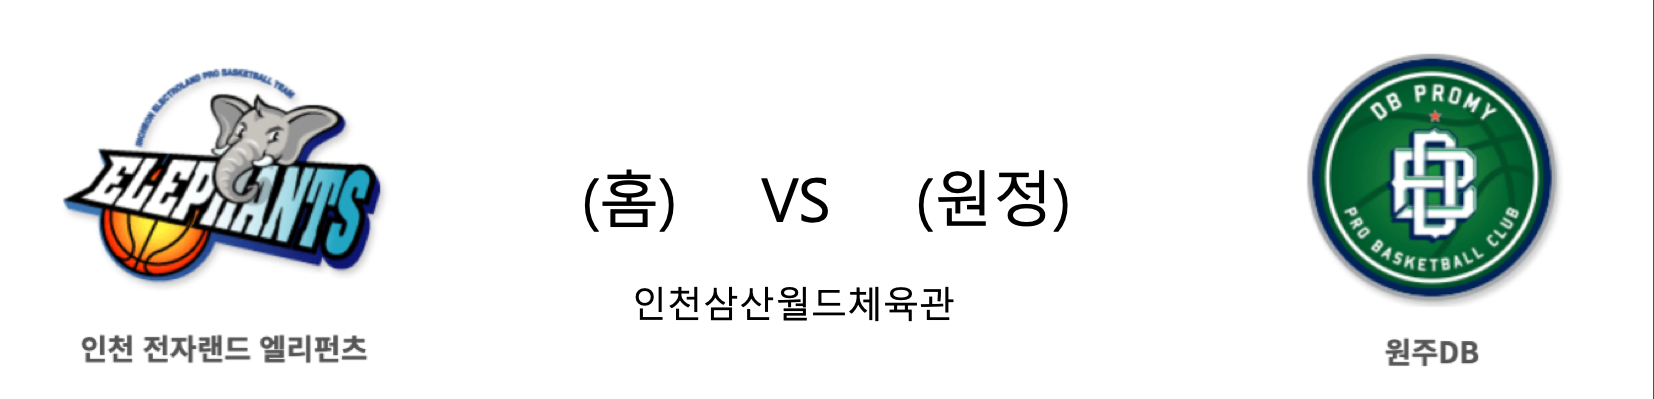 INCHEON ELECTROLAND PRO BASKETBALL TEAM
ELEPHANTS
인천 전자랜드 엘리펀츠
(홈) VS (원정)
인천삼산월드체육관
DB PROMY
DB
PRO BASKETBALL CLUB
원주DB